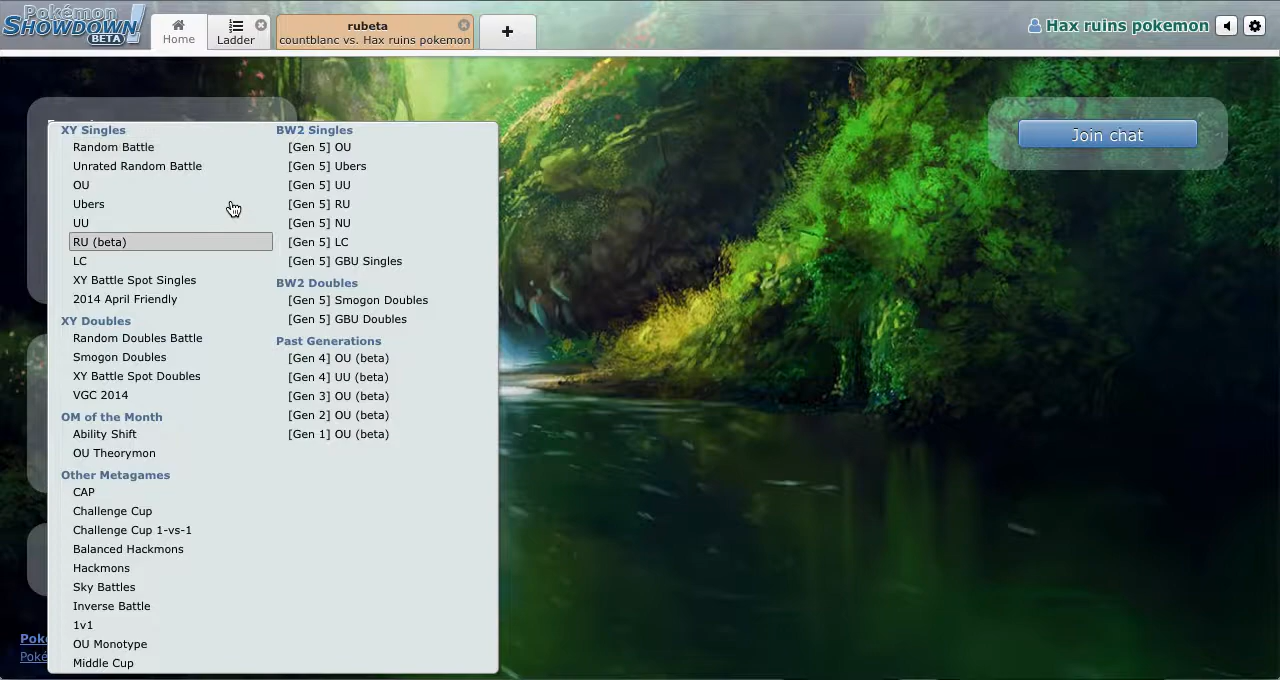 Pokémon
SHOWDOWN!
BETA
Home
Ladder
rubeta
countblanc vs. Hax ruins pokemon
+
Hax ruins pokemon
Join chat
XY Singles
Random Battle
Unrated Random Battle
OU
Ubers
UU
RU (beta)
LC
XY Battle Spot Singles
2014 April Friendly
XY Doubles
Random Doubles Battle
Smogon Doubles
XY Battle Spot Doubles
VGC 2014
OM of the Month
Ability Shift
OU Theorymon
Other Metagames
CAP
Challenge Cup
Challenge Cup 1-vs-1
Balanced Hackmons
Hackmons
Sky Battles
Inverse Battle
1v1
OU Monotype
Middle Cup
BW2 Singles
[Gen 5] OU
[Gen 5] Ubers
[Gen 5] UU
[Gen 5] RU
[Gen 5] NU
[Gen 5] LC
[Gen 5] GBU Singles
BW2 Doubles
[Gen 5] Smogon Doubles
[Gen 5] GBU Doubles
Past Generations
[Gen 4] OU (beta)
[Gen 4] UU (beta)
[Gen 3] OU (beta)
[Gen 2] OU (beta)
[Gen 1] OU (beta)
Pok
Poké